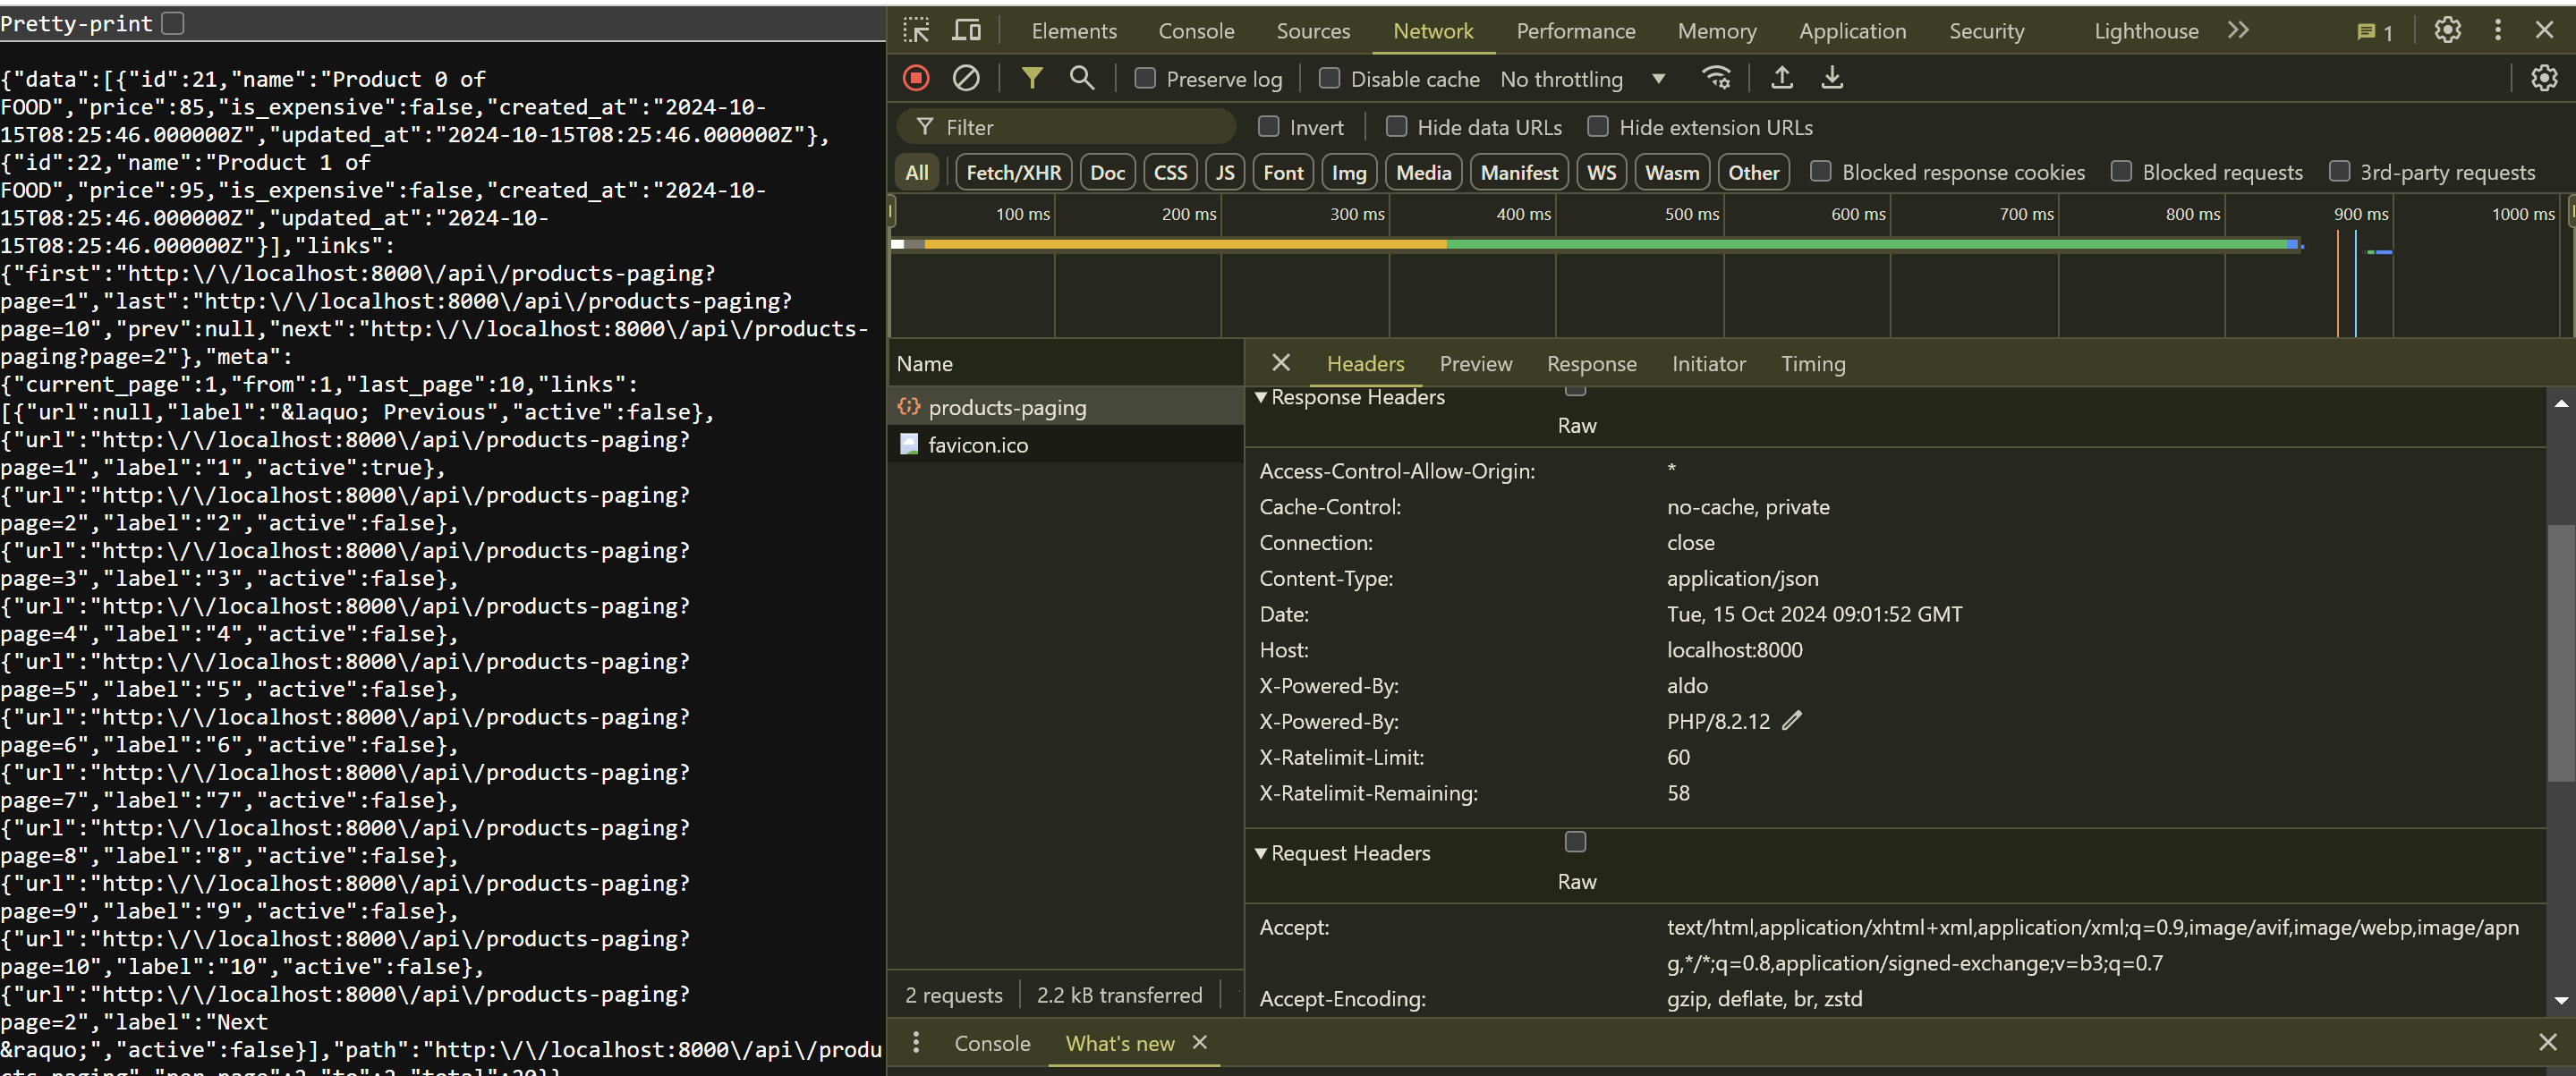 Pretty-print
{"data":[{"id":21,"name":"Product 0 of
FOOD","price":85,"is_expensive":false,"created_at":"2024-10-
15T08:25:46.000000Z","updated_at":"2024-10-15T08:25:46.000000Z"},
{"id":22,"name":"Product 1 of
FOOD","price":95,"is_expensive":false,"created_at":"2024-10-
15T08:25:46.000000Z","updated_at":"2024-10-
15T08:25:46.000000Z"}],"links":
{"first":"http:\/\/localhost:8000\/api\/products-paging?
page=1","last":"http:\/\/localhost:8000\/api\/products-paging?
page=10","prev":null,"next":"http:\/\/localhost:8000\/api\/products-
paging?page=2"},"meta":
{"current_page":1,"from":1,"last_page":10,"links":
[{"url":null,"label":"&laquo; Previous","active":false},
{"url":"http:\/\/localhost:8000\/api\/products-paging?
page=1","label":"1","active":true},
{"url":"http:\/\/localhost:8000\/api\/products-paging?
page=2","label":"2","active":false},
{"url":"http:\/\/localhost:8000\/api\/products-paging?
page=3","label":"3","active":false},
{"url":"http:\/\/localhost:8000\/api\/products-paging?
page=4","label":"4","active":false},
{"url":"http:\/\/localhost:8000\/api\/products-paging?
page=5","label":"5","active":false},
{"url":"http:\/\/localhost:8000\/api\/products-paging?
page=6","label":"6","active":false},
{"url":"http:\/\/localhost:8000\/api\/products-paging?
page=7","label":"7","active":false},
{"url":"http:\/\/localhost:8000\/api\/products-paging?
page=8","label":"8","active":false},
{"url":"http:\/\/localhost:8000\/api\/products-paging?
page=9","label":"9","active":false},
{"url":"http:\/\/localhost:8000\/api\/products-paging?
page=10","label":"10","active":false},
{"url":"http:\/\/localhost:8000\/api\/products-paging?
page=2","label":"Next
&raquo;","active":false}],"path":"http:\/\/localhost:8000\/api\/produ
cts-paging","per_page":2,"to":2,"total":20}}
Elements Console Sources Network Performance Memory Application Security Lighthouse 1
Preserve log Disable cache No throttling
Filter Invert Hide data URLs Hide extension URLs
All Fetch/XHR Doc CSS JS Font Img Media Manifest WS Wasm Other Blocked response cookies Blocked requests 3rd-party requests
100 ms 200 ms 300 ms 400 ms 500 ms 600 ms 700 ms 800 ms 900 ms 1000 ms
Name
products-paging
favicon.ico
2 requests 2.2 kB transferred
Headers Preview Response Initiator Timing
Response Headers
Raw
Access-Control-Allow-Origin: *
Cache-Control: no-cache, private
Connection: close
Content-Type: application/json
Date: Tue, 15 Oct 2024 09:01:52 GMT
Host: localhost:8000
X-Powered-By: aldo
X-Powered-By: PHP/8.2.12
X-Ratelimit-Limit: 60
X-Ratelimit-Remaining: 58
Request Headers
Raw
Accept: text/html,application/xhtml+xml,application/xml;q=0.9,image/avif,image/webp,image/apn
g,*/*;q=0.8,application/signed-exchange;v=b3;q=0.7
Accept-Encoding: gzip, deflate, br, zstd
Console What's new